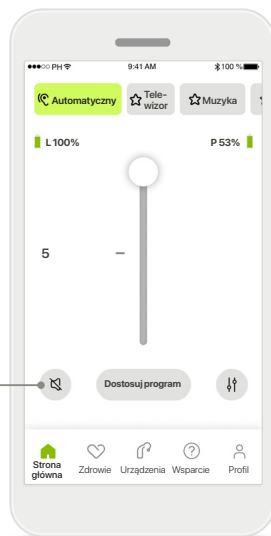 PH 9:41 AM 100 %
Automatyczny
Tele-
wizor
Muzyka
L 100% P 53%
5
Dostosuj program
Strona
główna
Zdrowie
Urządzenia
Wsparcie
Profil